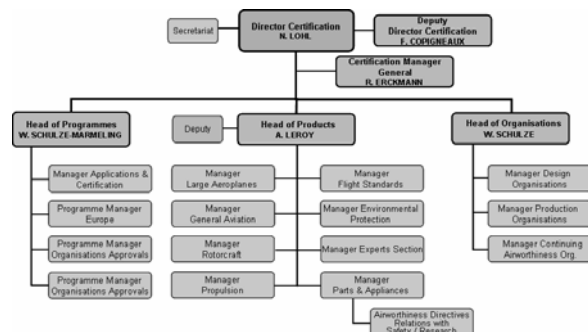 Director Certification
N. LOHL
Secretariat
Deputy
Director Certification
F. COPIGNEAUX
Certification Manager
General
R. ERCKMANN
Head of Programmes
W. SCHULZE-MARMELING
Deputy
Head of Products
A. LEROY
Head of Organisations
W. SCHULZE
Manager Applications &
Certification
Programme Manager
Europe
Programme Manager
Organisations Approvals
Programme Manager
Organisations Approvals
Manager
Large Aeroplanes
Manager
General Aviation
Manager
Rotorcraft
Manager
Propulsion
Manager
Flight Standards
Manager Environmental
Protection
Manager Experts Section
Manager
Parts & Appliances
Airworthiness Directives
Relations with
Safety / Research
Manager Design
Organisations
Manager Production
Organisations
Manager Continuing
Airworthiness Org.